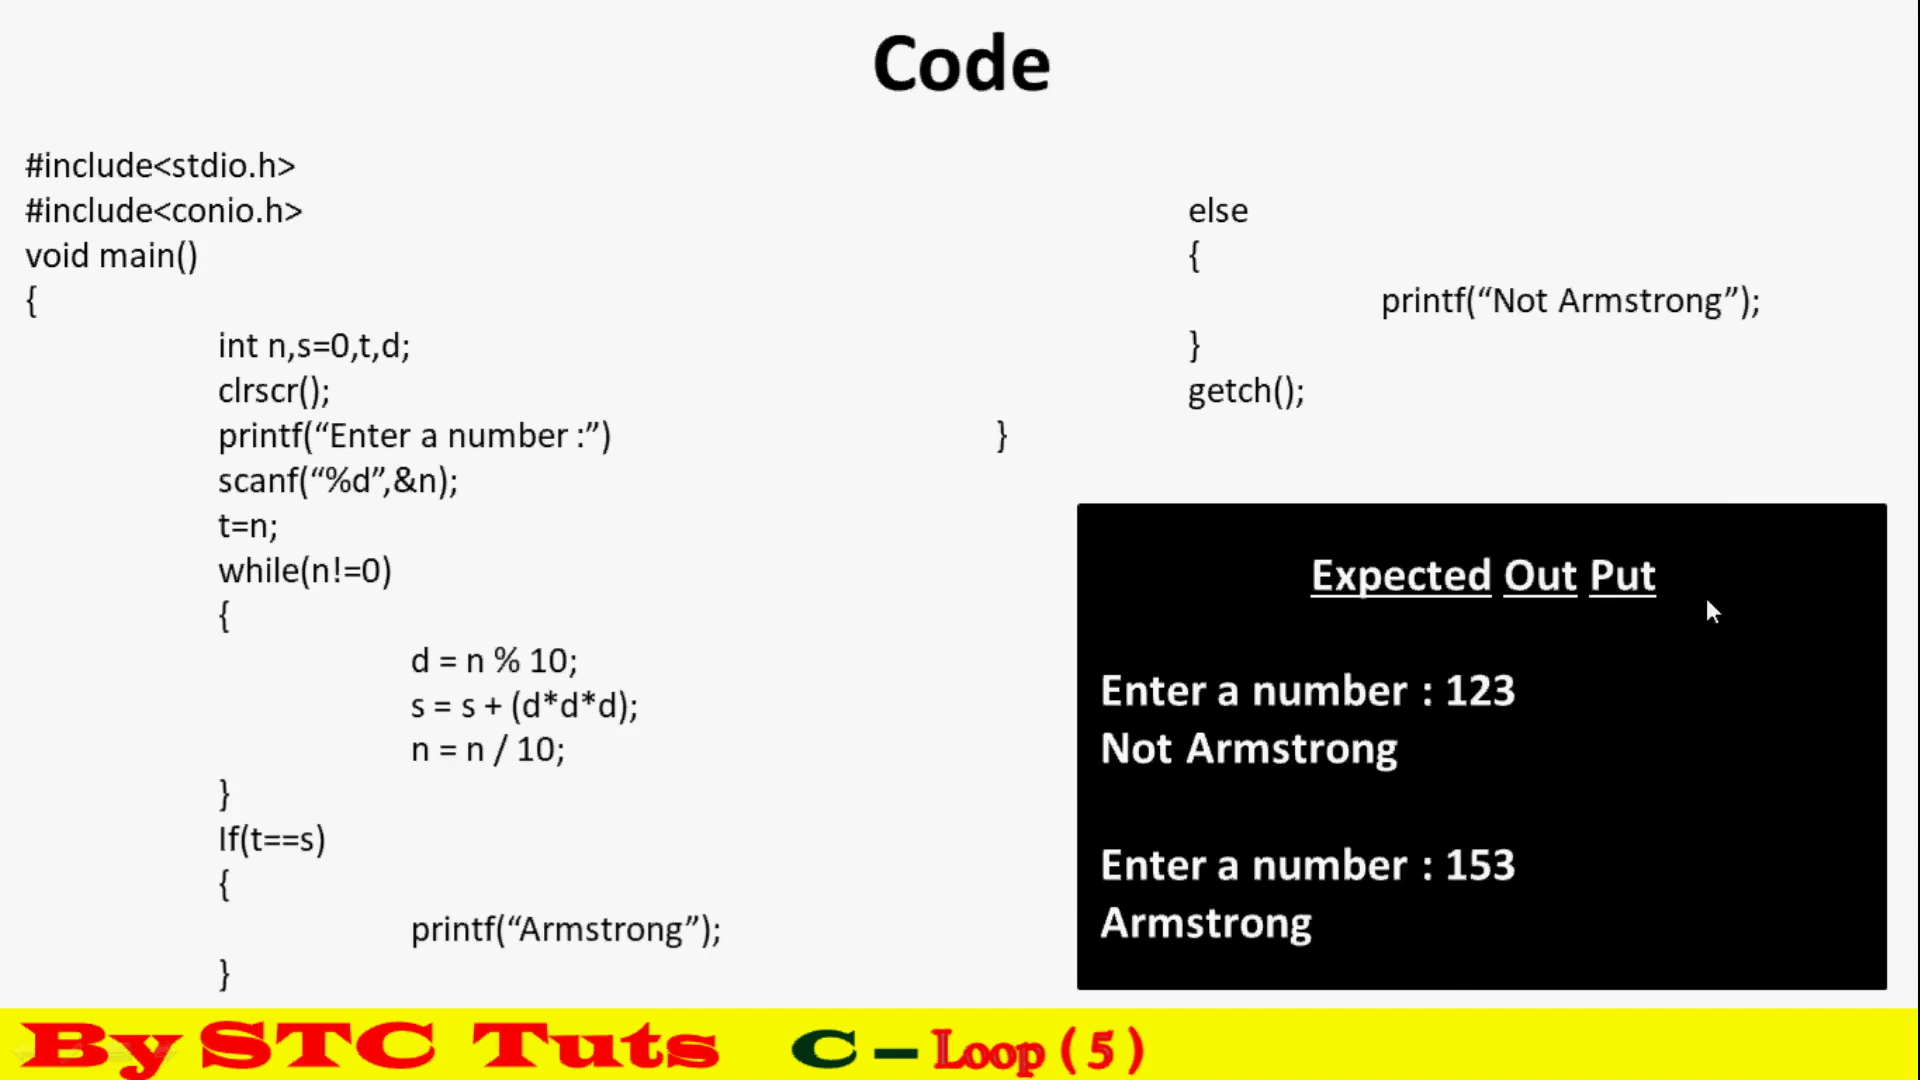 Code
#include<stdio.h>
#include<conio.h>
void main()
{
int n,s=0,t,d;
clrscr();
printf(“Enter a number :”)
scanf(“%d”,&n);
t=n;
while(n!=0)
{
d = n % 10;
s = s + (d*d*d);
n = n / 10;
}
If(t==s)
{
printf(“Armstrong”);
}
else
{
printf(“Not Armstrong”);
}
getch();
}
Expected Out Put
Enter a number : 123
Not Armstrong
Enter a number : 153
Armstrong
By STC Tuts C – Loop ( 5 )